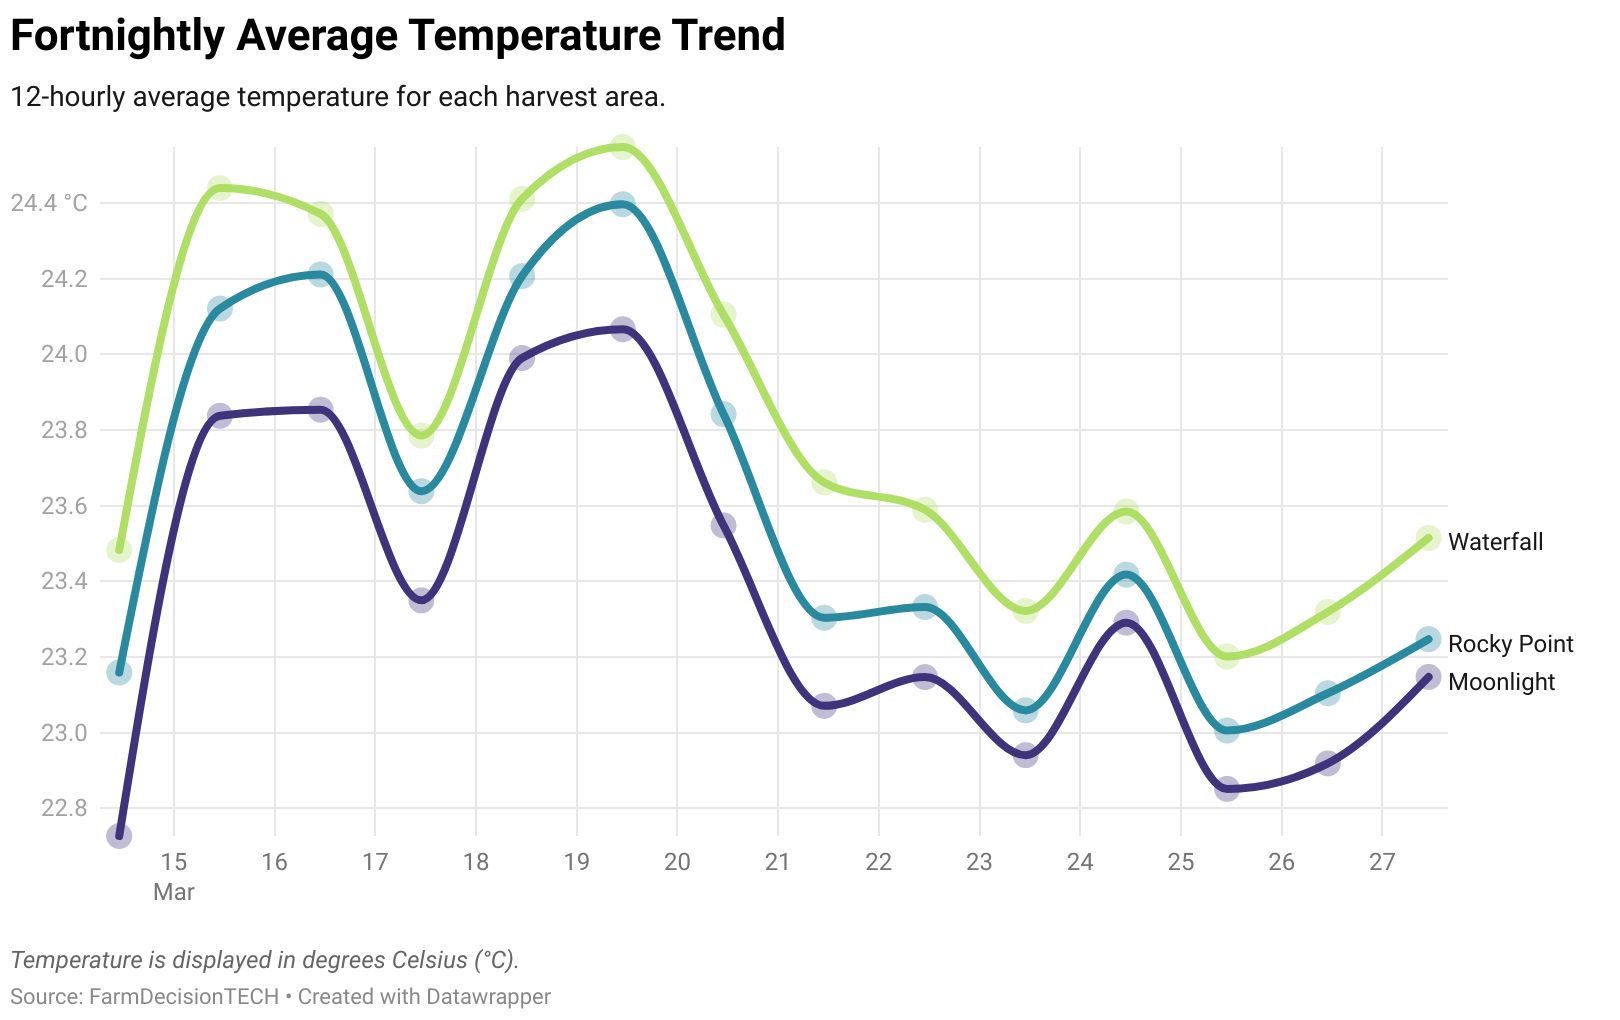 Fortnightly Average Temperature Trend
12-hourly average temperature for each harvest area.
24.4 °C
24.2
24.0
23.8
23.6
23.4
23.2
23.0
22.8
Waterfall
Rocky Point
Moonlight
15 16 17 18 19 20 21 22 23 24 25 26 27
Mar
Temperature is displayed in degrees Celsius (°C).
Source: FarmDecisionTECH • Created with Datawrapper